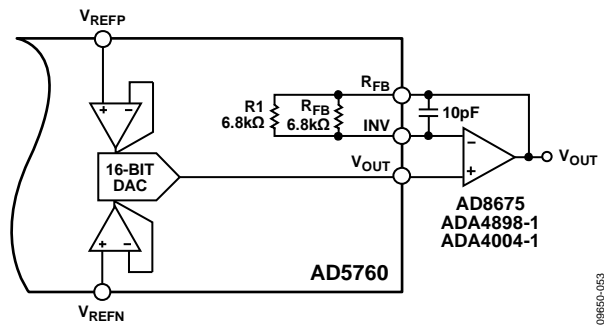 VREFP
RFB
R1
6.8kΩ
RFB
6.8kΩ
10pF
INV
VOUT
16-BIT
DAC
VOUT
AD8675
ADA4898-1
ADA4004-1
AD5760
VREFN
09650-053